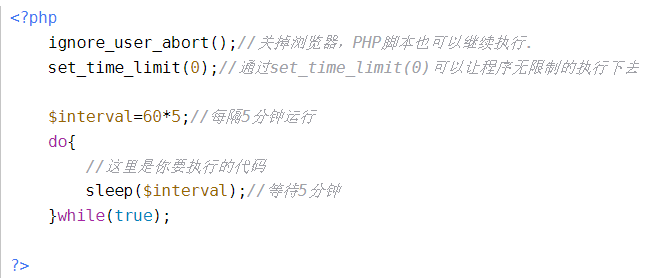 <?php
ignore_user_abort();//关掉浏览器，PHP脚本也可以继续执行.
set_time_limit(0);//通过set_time_limit(0)可以让程序无限制的执行下去
$interval=60*5;//每隔5分钟运行
do{
//这里是你要执行的代码
sleep($interval);//等待5分钟
}while(true);
?>